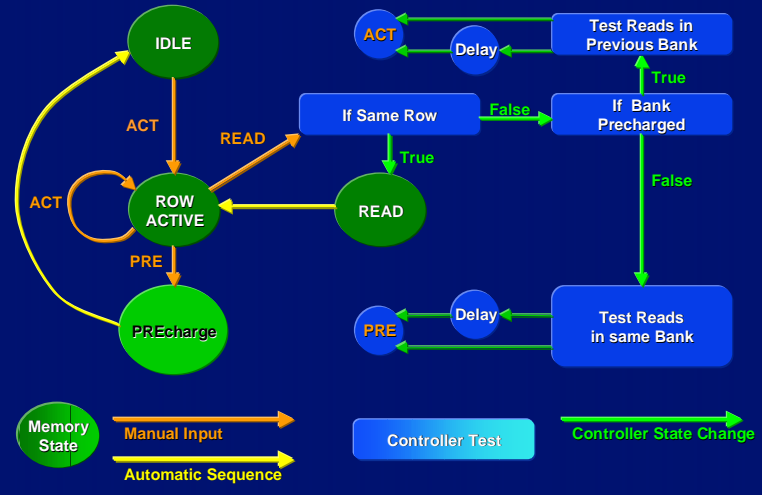 IDLE
ACT
Delay
Test Reads in
Previous Bank
True
ACT
READ
If Same Row
False
If Bank
Precharged
True
False
ACT
ROW
ACTIVE
READ
PRE
PREcharge
PRE
Delay
Test Reads
in same Bank
Memory
State
Manual Input
Automatic Sequence
Controller Test
Controller State Change